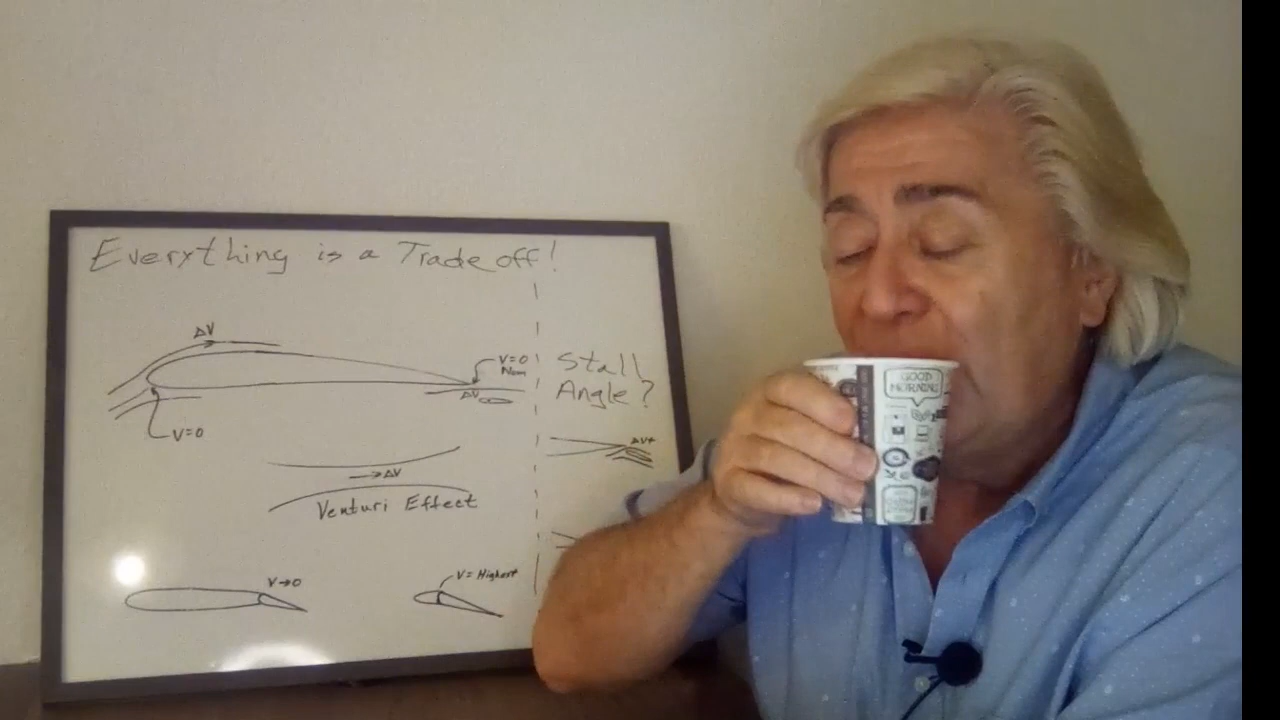 Everything is a Trade off!
ΔV
V=0
Nom
ΔV
V=0
Stall
Angle?
ΔV+
→ΔV
Venturi Effect
V→0
V=Highest
GOOD
MORNING